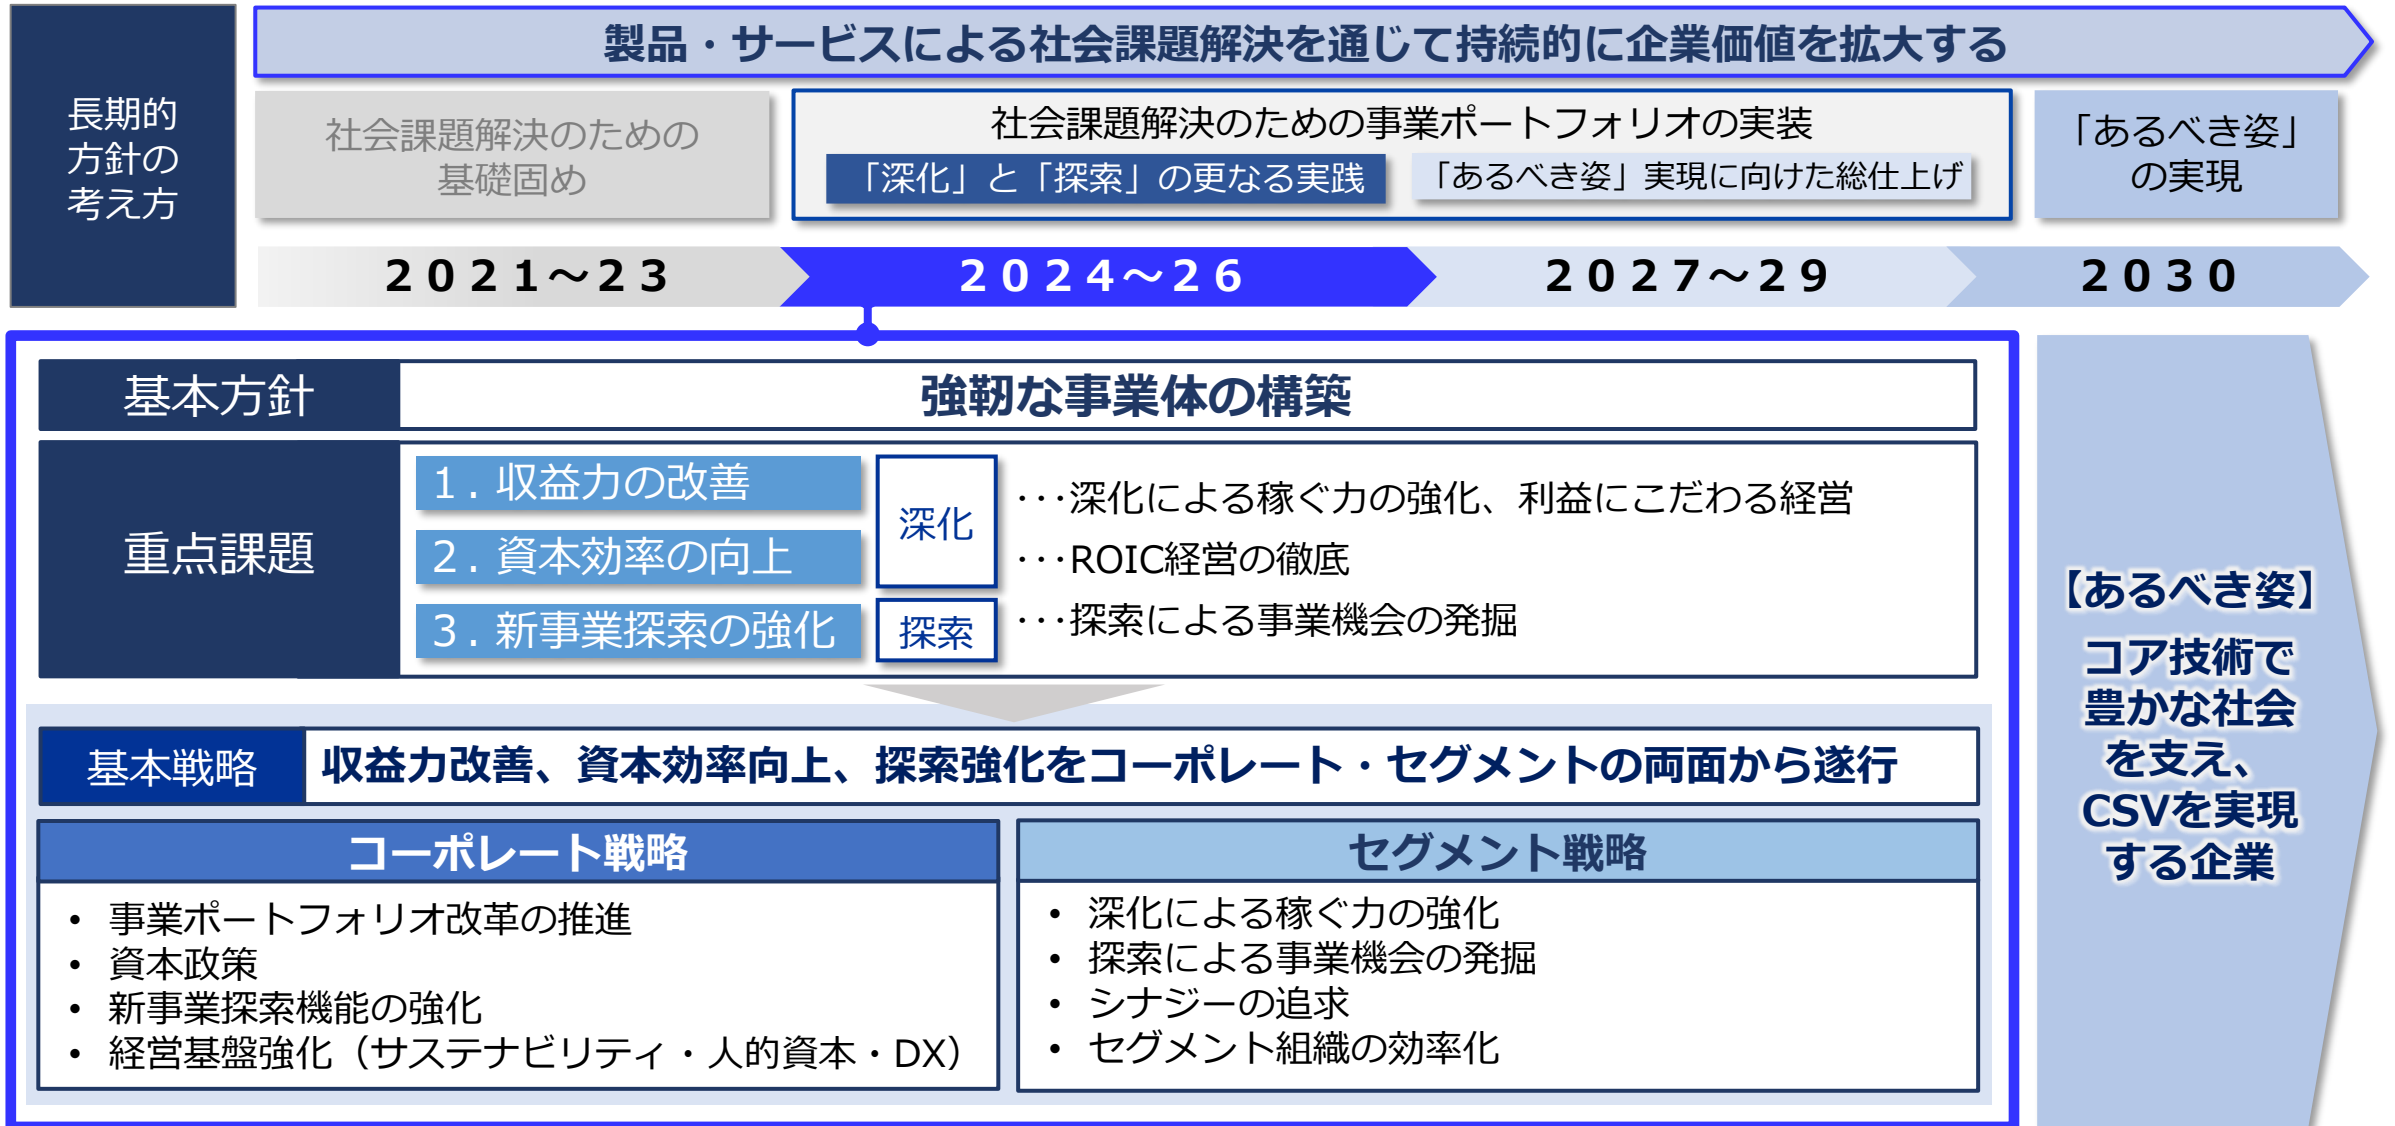 長期的
方針の
考え方
製品・サービスによる社会課題解決を通じて持続的に企業価値を拡大する
社会課題解決のための
基礎固め
社会課題解決のための事業ポートフォリオの実装
「深化」と「探索」の更なる実践
「あるべき姿」実現に向けた総仕上げ
「あるべき姿」
の実現
２０２１～２３
２０２４～２６
２０２７～２９
２０３０
基本方針
強靭な事業体の構築
重点課題
１. 収益力の改善
２. 資本効率の向上
３. 新事業探索の強化
深化
探索
･･･深化による稼ぐ力の強化、利益にこだわる経営
･･･ROIC経営の徹底
･･･探索による事業機会の発掘
基本戦略
収益力改善、資本効率向上、探索強化をコーポレート・セグメントの両面から遂行
コーポレート戦略
• 事業ポートフォリオ改革の推進
• 資本政策
• 新事業探索機能の強化
• 経営基盤強化（サステナビリティ・人的資本・DX）
セグメント戦略
• 深化による稼ぐ力の強化
• 探索による事業機会の発掘
• シナジーの追求
• セグメント組織の効率化
【あるべき姿】
コア技術で
豊かな社会
を支え、
CSVを実現
する企業